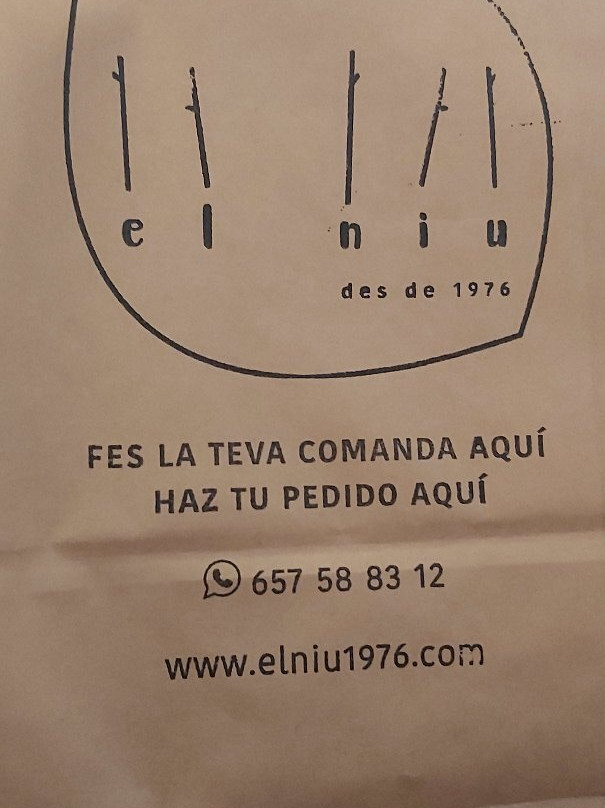 el niu
des de 1976
FES LA TEVA COMANDA AQUÍ
HAZ TU PEDIDO AQUÍ
657 58 83 12
www.elniu1976.com